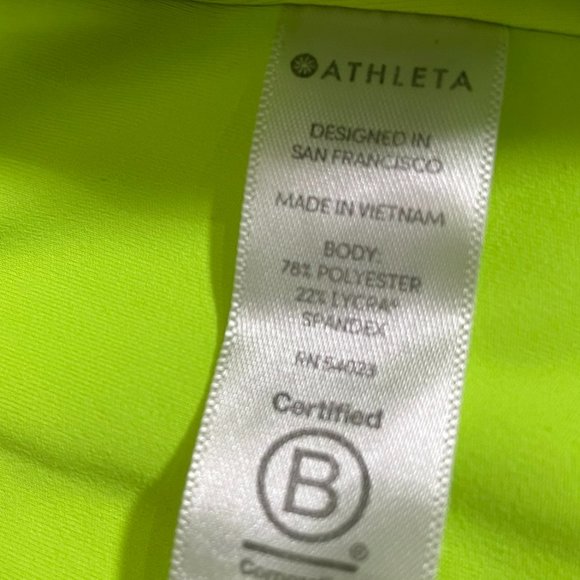 ATHLETA
DESIGNED IN
SAN FRANCISCO
MADE IN VIETNAM
BODY:
78% POLYESTER
22% LYCRA®
SPANDEX
RN 54023
Certified
B
®